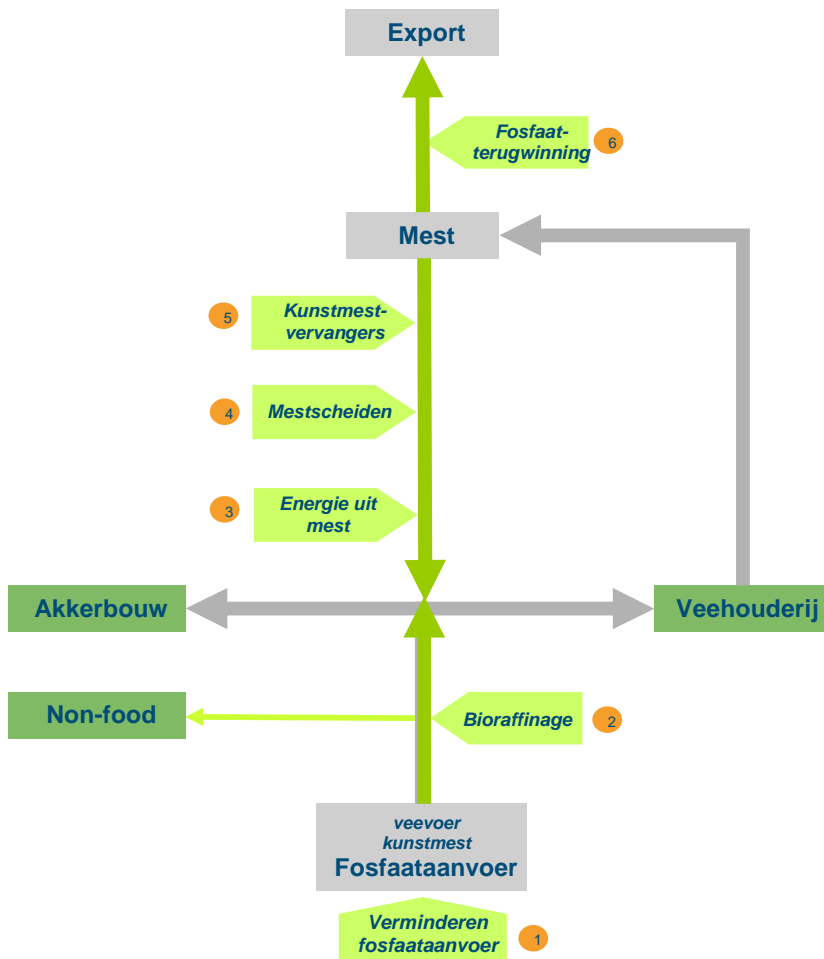 Export
Fosfaat-
terugwinning
6
Mest
Kunstmest-
vervangers
5
Mestscheiden
4
Energie uit
mest
3
Akkerbouw
Veehouderij
Non-food
Bioraffinage
2
veevoer
kunstmest
Fosfaataanvoer
Verminderen
fosfaataanvoer
1